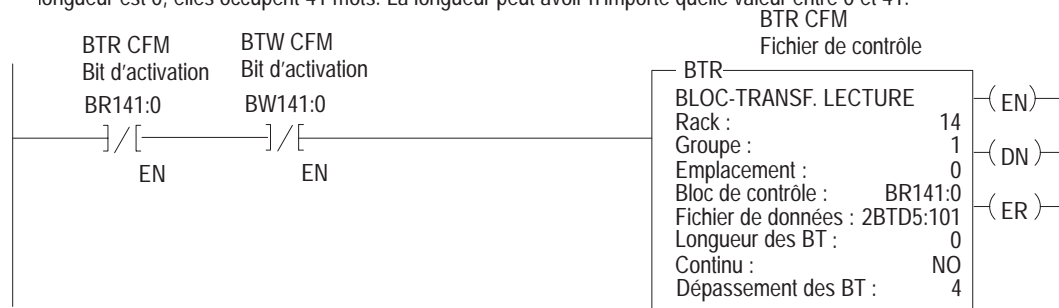 longueur est 0, elles occupent 41 mots. La longueur peut avoir n'importe quelle valeur entre 0 et 41.
BTR CFM
Fichier de contrôle
BTR CFM
Bit d'activation
BR141:0
EN
BTW CFM
Bit d'activation
BW141:0
EN
BTR
BLOC-TRANSF. LECTURE
Rack : 14
Groupe : 1
Emplacement : 0
Bloc de contrôle : BR141:0
Fichier de données : 2BTD5:101
Longueur des BT : 0
Continu : NO
Dépassement des BT : 4
EN
DN
ER